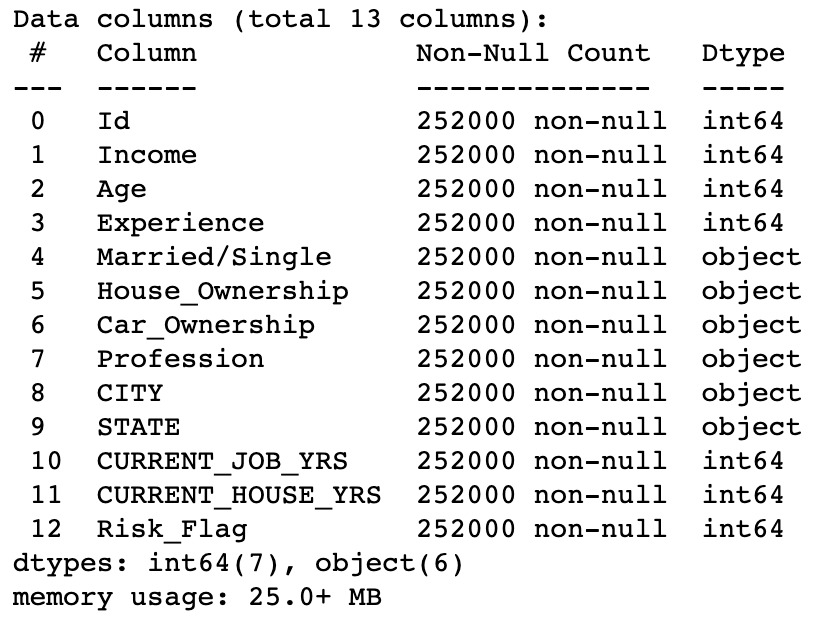 Data columns (total 13 columns):
 #   Column             Non-Null Count   Dtype
---  ------             --------------   -----
 0   Id                 252000 non-null  int64
 1   Income             252000 non-null  int64
 2   Age                252000 non-null  int64
 3   Experience         252000 non-null  int64
 4   Married/Single     252000 non-null  object
 5   House_Ownership    252000 non-null  object
 6   Car_Ownership      252000 non-null  object
 7   Profession         252000 non-null  object
 8   CITY               252000 non-null  object
 9   STATE              252000 non-null  object
 10  CURRENT_JOB_YRS    252000 non-null  int64
 11  CURRENT_HOUSE_YRS  252000 non-null  int64
 12  Risk_Flag          252000 non-null  int64
dtypes: int64(7), object(6)
memory usage: 25.0+ MB